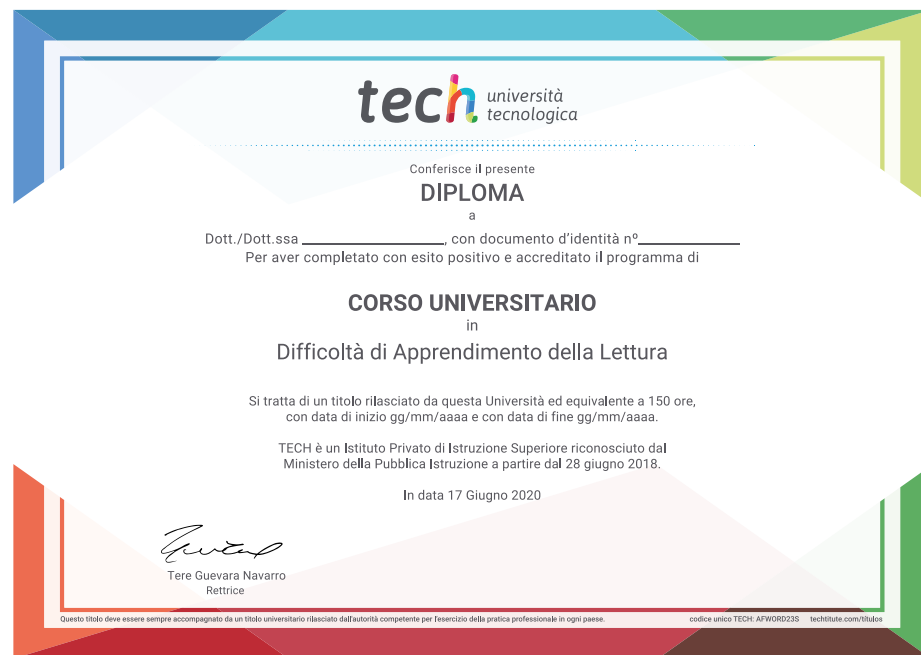 tech università
tecnologica
Conferisce il presente
DIPLOMA
a
Dott./Dott.ssa ____________________, con documento d'identità nº______________
Per aver completato con esito positivo e accreditato il programma di
CORSO UNIVERSITARIO
in
Difficoltà di Apprendimento della Lettura
Si tratta di un titolo rilasciato da questa Università ed equivalente a 150 ore,
con data di inizio gg/mm/aaaa e con data di fine gg/mm/aaaa.
TECH è un Istituto Privato di Istruzione Superiore riconosciuto dal
Ministero della Pubblica Istruzione a partire dal 28 giugno 2018.
In data 17 Giugno 2020
Tere Guevara Navarro
Rettrice
Questo titolo deve essere sempre accompagnato da un titolo universitario rilasciato dall'autorità competente per l'esercizio della pratica professionale in ogni paese. codice unico TECH: AFWORD23S techtitute.com/títulos